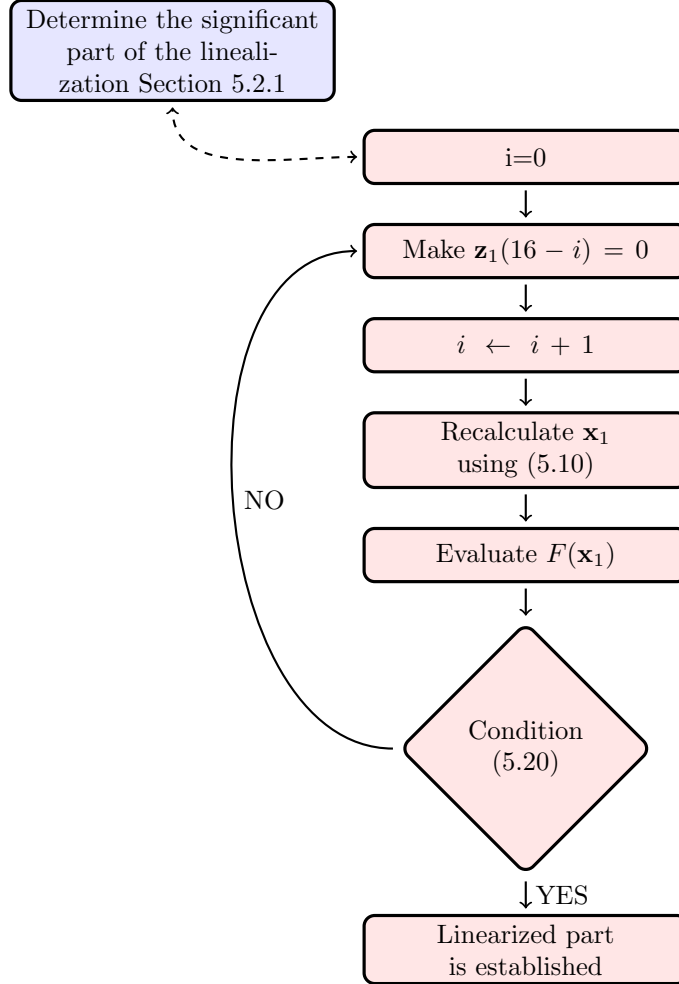 Determine the significant
part of the lineali-
zation Section 5.2.1
i=0
Make z₁(16 − i) = 0
i ← i + 1
Recalculate x₁
using (5.10)
NO
Evaluate F(x₁)
Condition
(5.20)
YES
Linearized part
is established